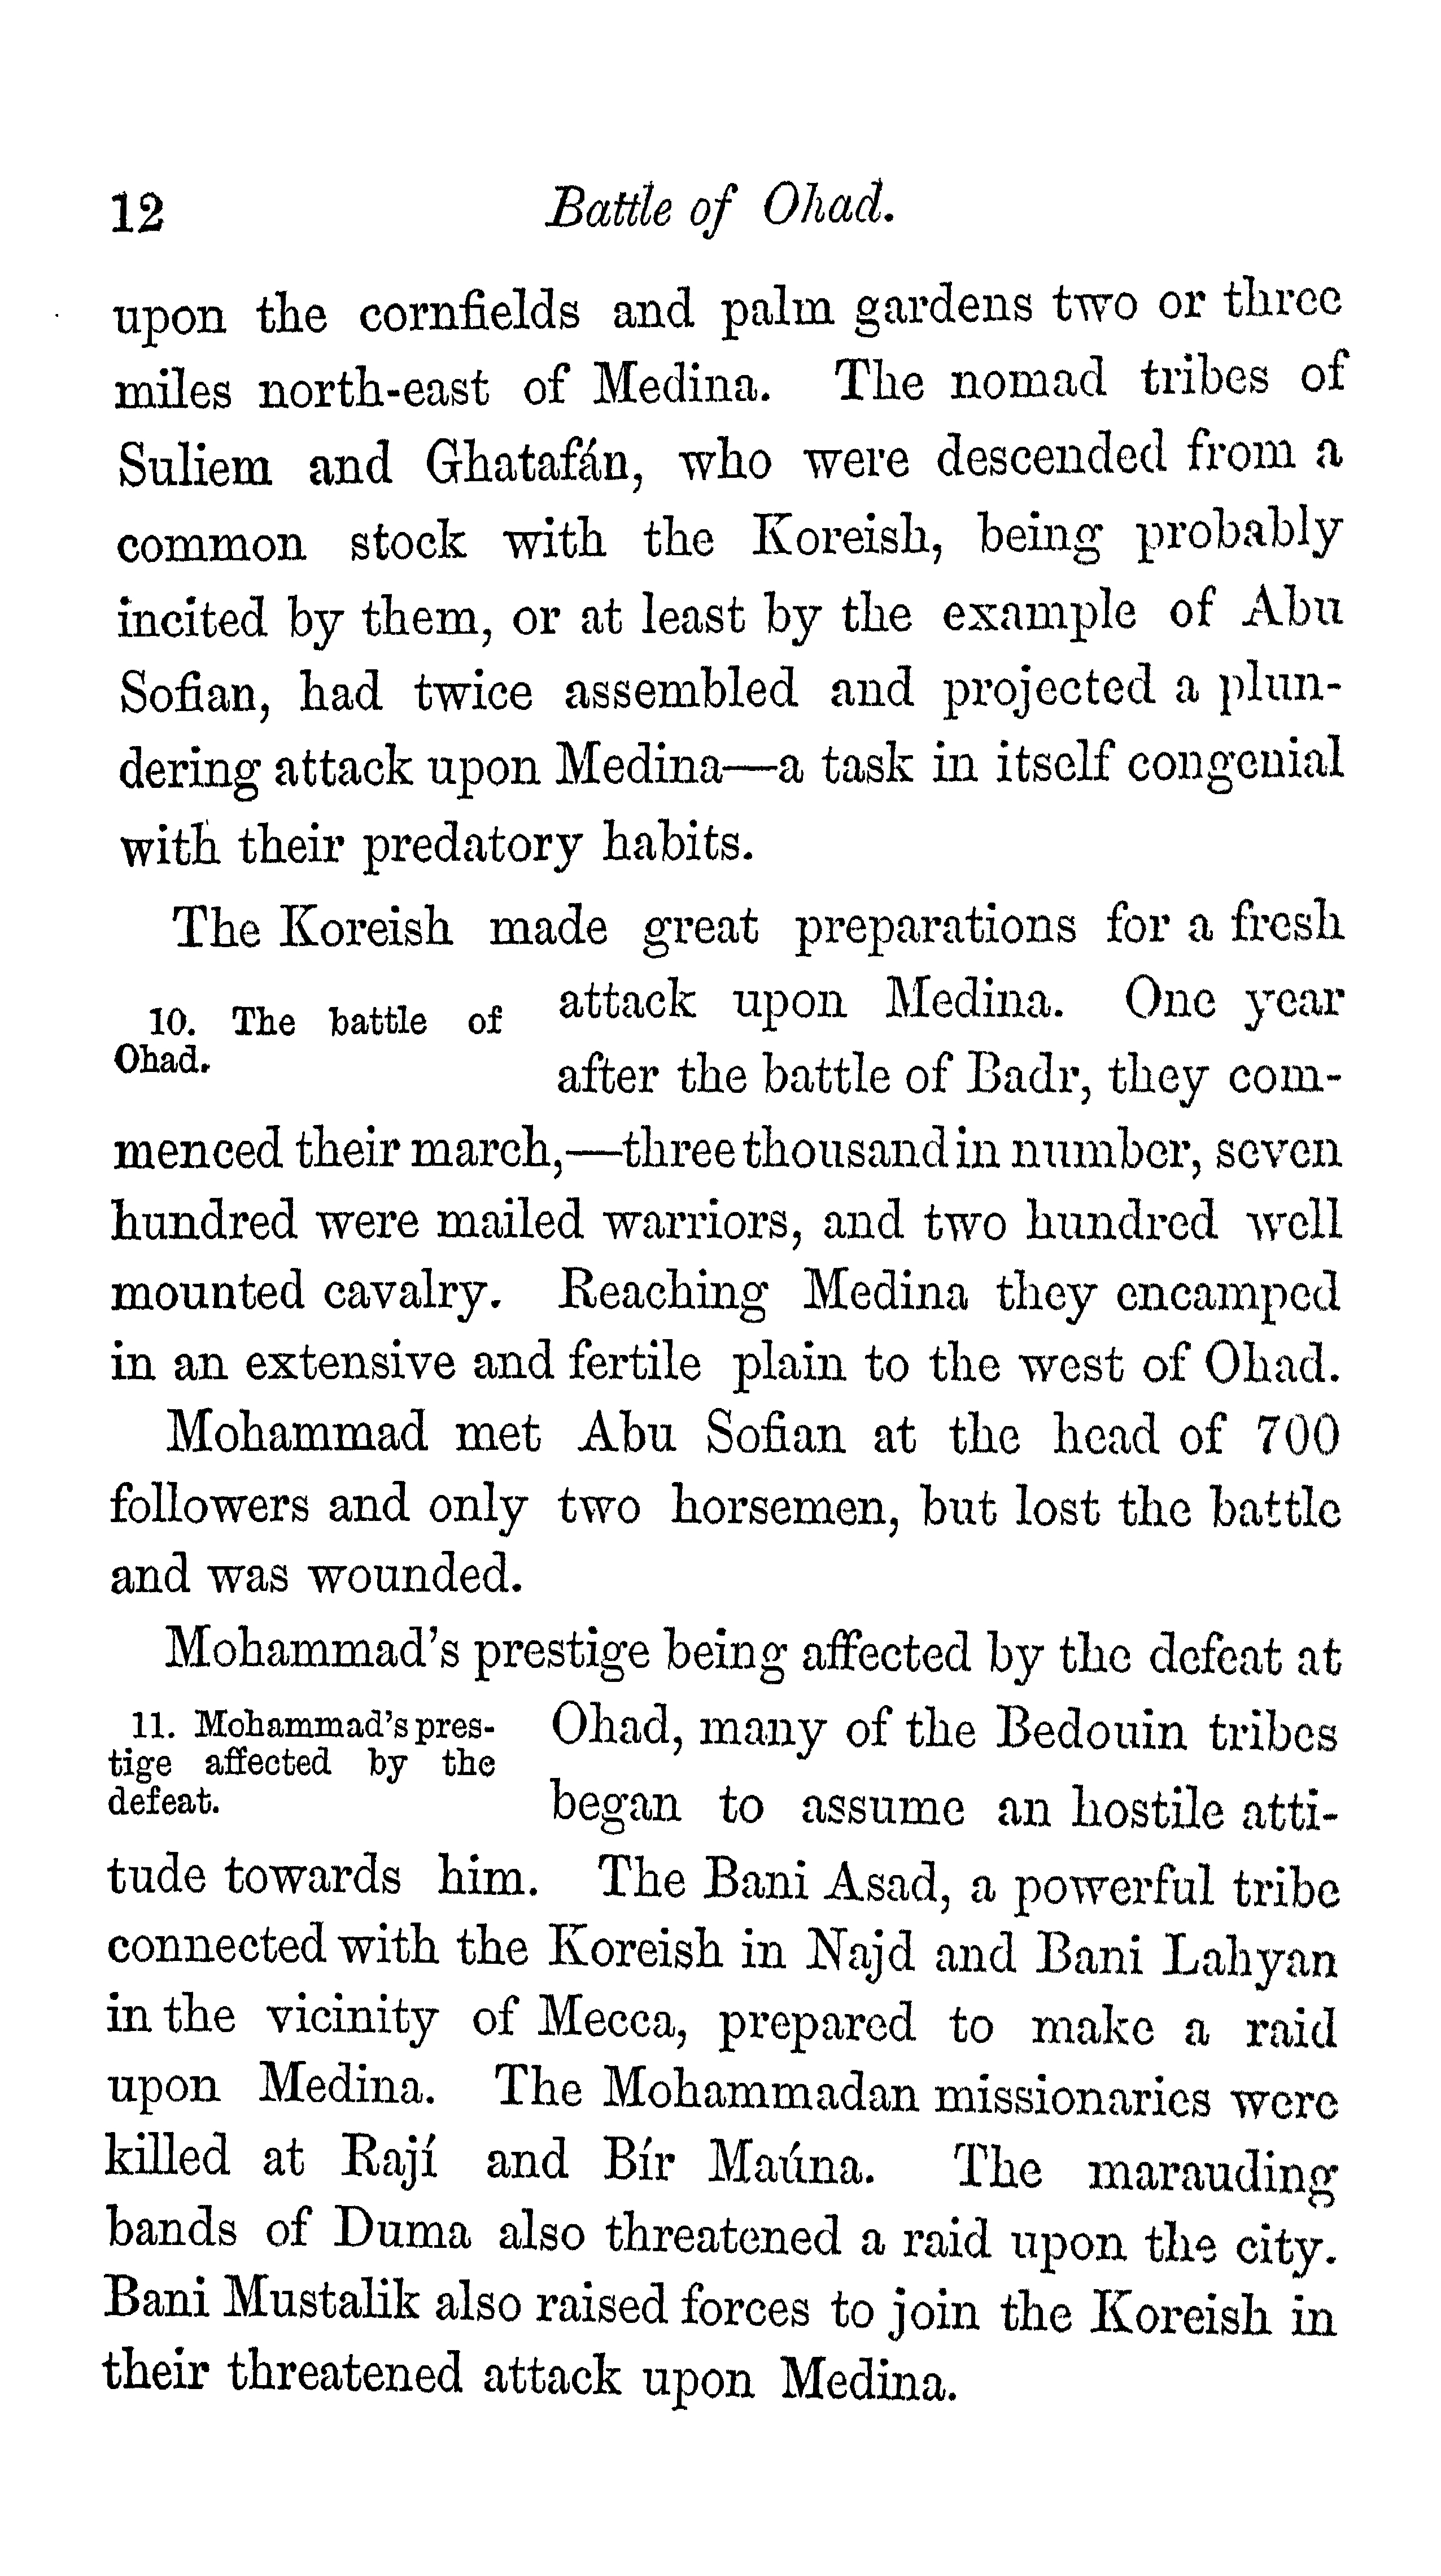 12 Battle of Ohad.
upon the cornfields and palm gardens two or three
miles north-east of Medina. The nomad tribes of
Suliem and Ghatafán, who were descended from a
common stock with the Koreish, being probably
incited by them, or at least by the example of Abu
Sofian, had twice assembled and projected a plun-
dering attack upon Medina—a task in itself congenial
with their predatory habits.
The Koreish made great preparations for a fresh
10. The battle of
Ohad.
attack upon Medina. One year
after the battle of Badr, they com-
menced their march,—three thousand in number, seven
hundred were mailed warriors, and two hundred well
mounted cavalry. Reaching Medina they encamped
in an extensive and fertile plain to the west of Ohad.
Mohammad met Abu Sofian at the head of 700
followers and only two horsemen, but lost the battle
and was wounded.
Mohammad's prestige being affected by the defeat at
11. Mohammad's pres-
tige affected by the
defeat.
Ohad, many of the Bedouin tribes
began to assume an hostile atti-
tude towards him. The Bani Asad, a powerful tribe
connected with the Koreish in Najd and Bani Lahyan
in the vicinity of Mecca, prepared to make a raid
upon Medina. The Mohammadan missionaries were
killed at Rají and Bír Maúna. The marauding
bands of Duma also threatened a raid upon the city.
Bani Mustalik also raised forces to join the Koreish in
their threatened attack upon Medina.